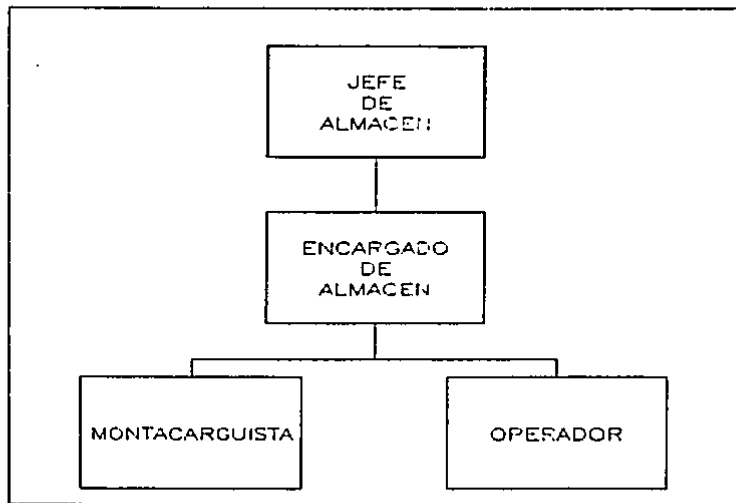 JEFE
DE
ALMACEN
ENCARGADO
DE
ALMACEN
MONTACARGUISTA
OPERADOR